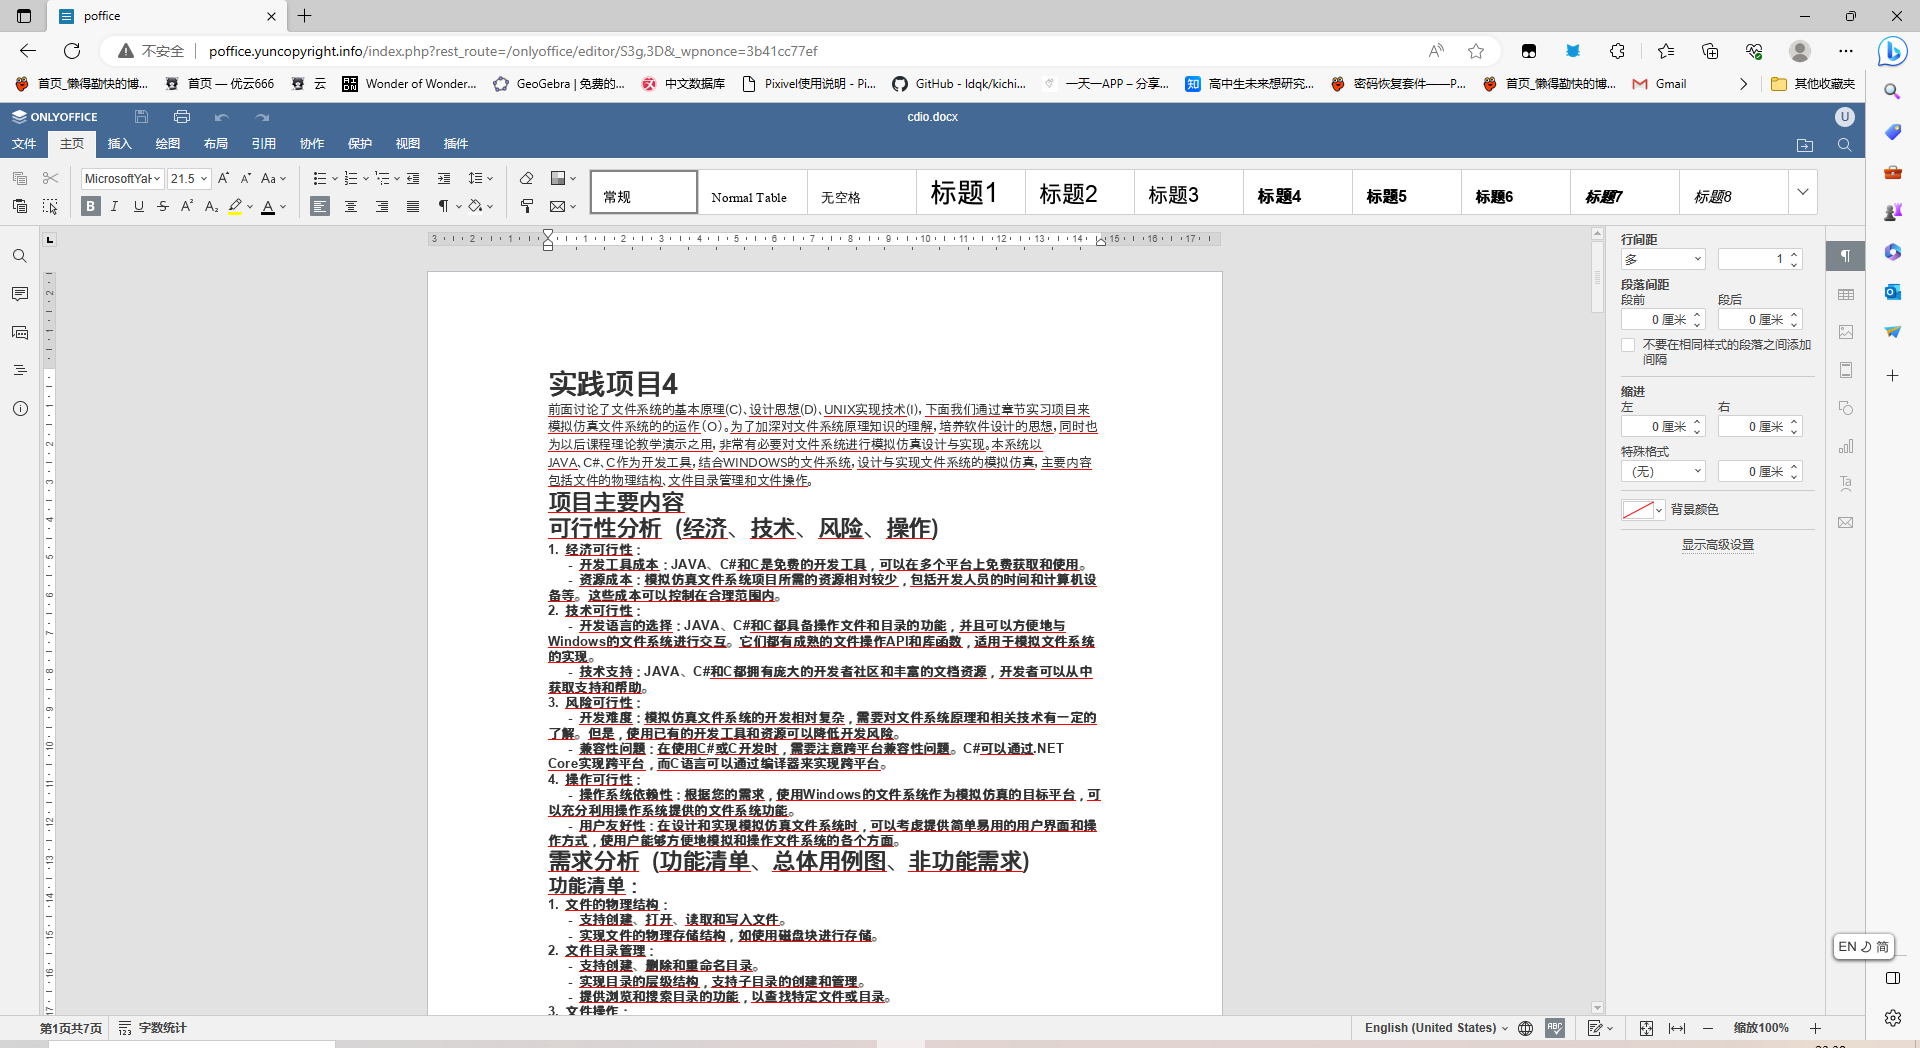 poffice
不安全
poffice.yuncopyright.info/index.php?rest_route=/onlyoffice/editor/S3g,3D&_wpnonce=3b41cc77ef
首页_懒得勤快的博... 首页 — 优云666 云 Wonder of Wonder... GeoGebra | 免费的... 中文数据库 Pixivel使用说明 - Pi... GitHub - ldqk/kichi... 一天一APP – 分享... 高中生未来想研究... 密码恢复套件——P... 首页_懒得勤快的博... Gmail 其他收藏夹
ONLYOFFICE
cdio.docx
U
文件 主页 插入 绘图 布局 引用 协作 保护 视图 插件
MicrosoftYaH 21.5
常规 Normal Table 无空格 标题1 标题2 标题3 标题4 标题5 标题6 标题7 标题8
3 2 1 1 2 3 4 5 6 7 8 9 10 11 12 13 14 15 16 17
行间距
多 1
段落间距
段前 段后
0 厘米 0 厘米
不要在相同样式的段落之间添加
间隔
缩进
左 右
0 厘米 0 厘米
特殊格式
(无) 0 厘米
背景颜色
显示高级设置
实践项目4
前面讨论了文件系统的基本原理(C)、设计思想(D)、UNIX实现技术(I)，下面我们通过章节实习项目来
模拟仿真文件系统的的运作（O）。为了加深对文件系统原理知识的理解，培养软件设计的思想，同时也
为以后课程理论教学演示之用，非常有必要对文件系统进行模拟仿真设计与实现。本系统以
JAVA、C#、C作为开发工具，结合WINDOWS的文件系统，设计与实现文件系统的模拟仿真，主要内容
包括文件的物理结构、文件目录管理和文件操作。
项目主要内容
可行性分析（经济、技术、风险、操作）
1. 经济可行性：
- 开发工具成本：JAVA、C#和C是免费的开发工具，可以在多个平台上免费获取和使用。
- 资源成本：模拟仿真文件系统项目所需的资源相对较少，包括开发人员的时间和计算机设
备等。这些成本可以控制在合理范围内。
2. 技术可行性：
- 开发语言的选择：JAVA、C#和C都具备操作文件和目录的功能，并且可以方便地与
Windows的文件系统进行交互。它们都有成熟的文件操作API和库函数，适用于模拟文件系统
的实现。
- 技术支持：JAVA、C#和C都拥有庞大的开发者社区和丰富的文档资源，开发者可以从中
获取支持和帮助。
3. 风险可行性：
- 开发难度：模拟仿真文件系统的开发相对复杂，需要对文件系统原理和相关技术有一定的
了解。但是，使用已有的开发工具和资源可以降低开发风险。
- 兼容性问题：在使用C#或C开发时，需要注意跨平台兼容性问题。C#可以通过.NET
Core实现跨平台，而C语言可以通过编译器来实现跨平台。
4. 操作可行性：
- 操作系统依赖性：根据您的需求，使用Windows的文件系统作为模拟仿真的目标平台，可
以充分利用操作系统提供的文件系统功能。
- 用户友好性：在设计和实现模拟仿真文件系统时，可以考虑提供简单易用的用户界面和操
作方式，使用户能够方便地模拟和操作文件系统的各个方面。
需求分析（功能清单、总体用例图、非功能需求）
功能清单：
1. 文件的物理结构：
- 支持创建、打开、读取和写入文件。
- 实现文件的物理存储结构，如使用磁盘块进行存储。
2. 文件目录管理：
- 支持创建、删除和重命名目录。
- 实现目录的层级结构，支持子目录的创建和管理。
- 提供浏览和搜索目录的功能，以查找特定文件或目录。
3. 文件操作：
EN 简
第1页共7页 字数统计 English (United States) 缩放100%